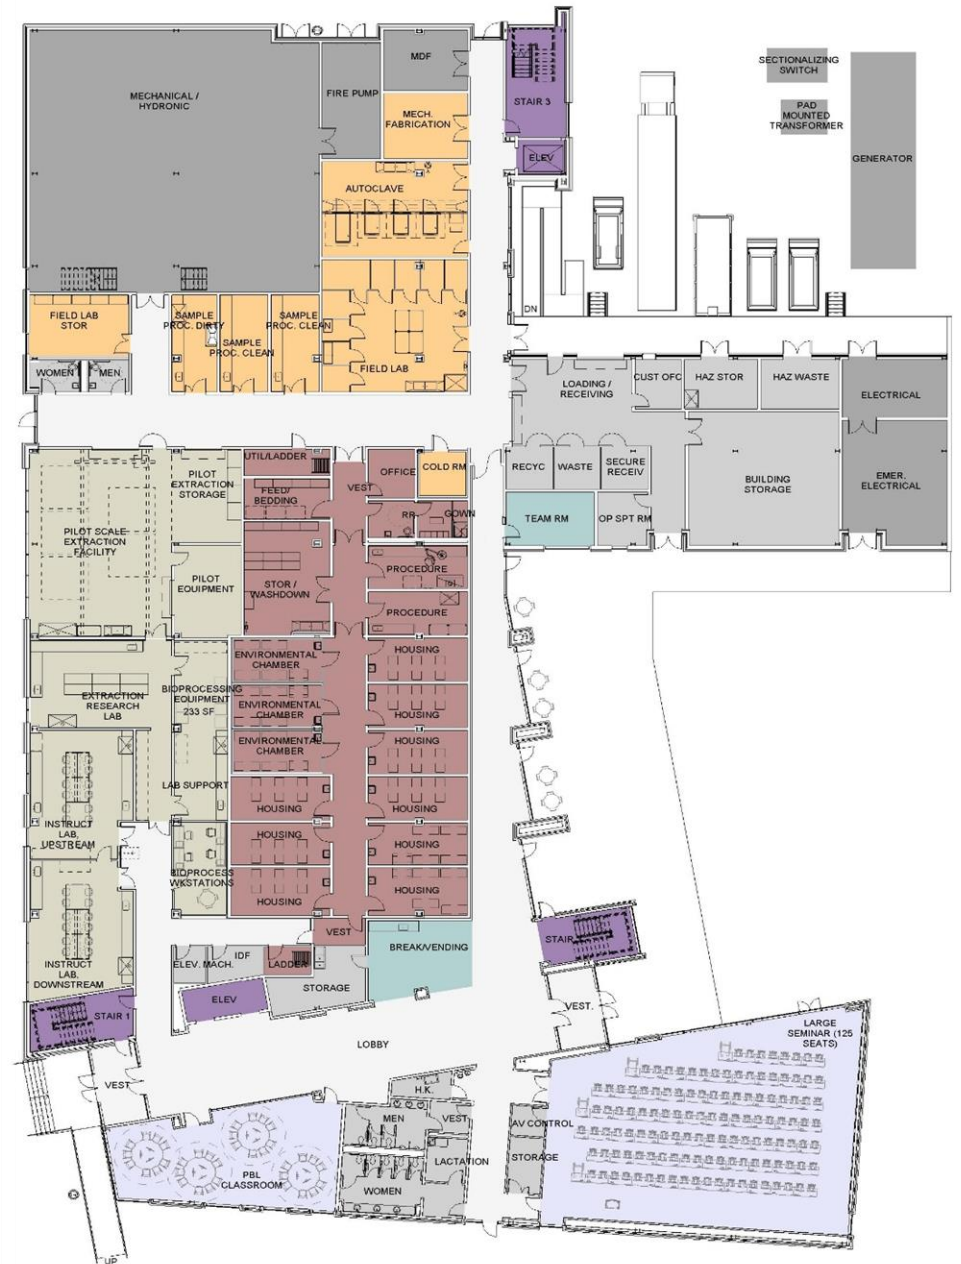 MDF
MECHANICAL /
HYDRONIC
FIRE PUMP
STAIR 3
MECH.
FABRICATION
SECTIONALIZING
SWITCH
PAD
MOUNTED
TRANSFORMER
GENERATOR
ELEV
AUTOCLAVE
DN
FIELD LAB
STOR
SAMPLE
PROC. DIRTY
SAMPLE
PROC. CLEAN
SAMPLE
PROC. CLEAN
FIELD LAB
WOMEN
MEN
LOADING /
RECEIVING
CUST OFC
HAZ STOR
HAZ WASTE
ELECTRICAL
UTIL/LADDER
PILOT
EXTRACTION
STORAGE
FEED/
BEDDING
VEST
OFFICE
COLD RM
RECYC
WASTE
SECURE
RECEIV
BUILDING
STORAGE
EMER.
ELECTRICAL
RR
GOWN
TEAM RM
OP SPT RM
PILOT SCALE
EXTRACTION
FACILITY
PILOT
EQUIPMENT
STOR /
WASHDOWN
PROCEDURE
PROCEDURE
ENVIRONMENTAL
CHAMBER
HOUSING
EXTRACTION
RESEARCH
LAB
BIOPROCESSING
EQUIPMENT
233 SF
ENVIRONMENTAL
CHAMBER
HOUSING
ENVIRONMENTAL
CHAMBER
HOUSING
LAB SUPPORT
HOUSING
HOUSING
INSTRUCT
LAB,
UPSTREAM
HOUSING
HOUSING
BIOPROCESS
WKSTATIONS
HOUSING
HOUSING
VEST
STAIR
BREAK/VENDING
INSTRUCT
LAB,
DOWNSTREAM
ELEV. MACH.
IDF
LADDER
STORAGE
ELEV
STAIR 1
VEST.
LARGE
SEMINAR (125
SEATS)
LOBBY
VEST
H.K.
MEN
VEST
AV CONTROL
LACTATION
STORAGE
PBL
CLASSROOM
WOMEN
UP